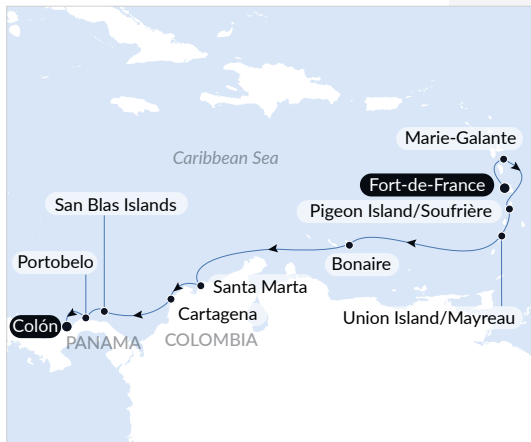 Marie-Galante
Caribbean Sea
Fort-de-France
San Blas Islands
Pigeon Island/Soufrière
Portobelo
Bonaire
Santa Marta
Cartagena
Union Island/Mayreau
Colón
PANAMA
COLOMBIA